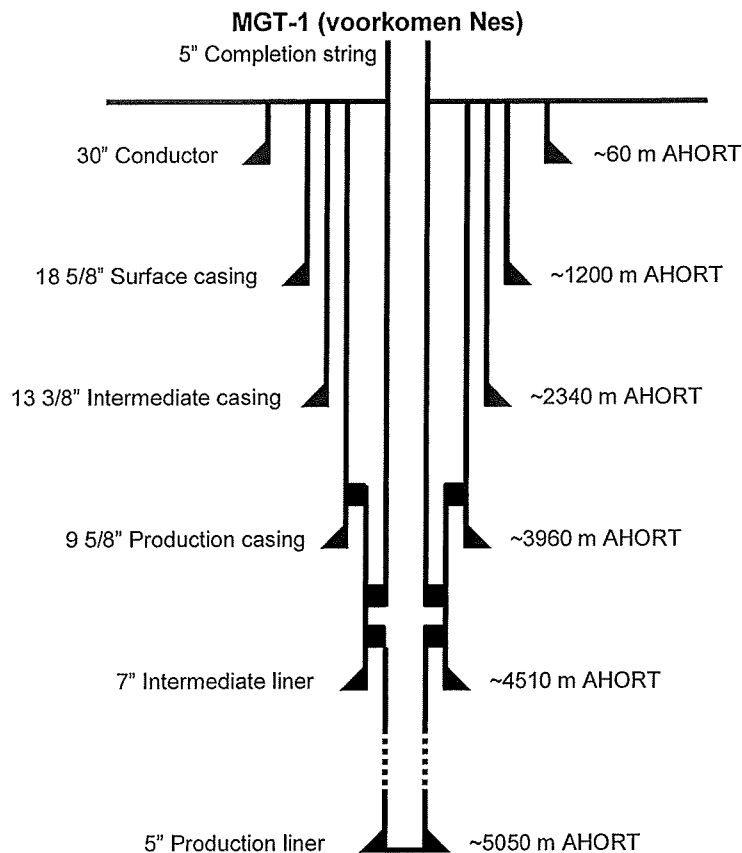 MGT-1 (voorkomen Nes)
5” Completion string
30” Conductor
~60 m AHORT
18 5/8” Surface casing
~1200 m AHORT
13 3/8” Intermediate casing
~2340 m AHORT
9 5/8” Production casing
~3960 m AHORT
7” Intermediate liner
~4510 m AHORT
5” Production liner
~5050 m AHORT